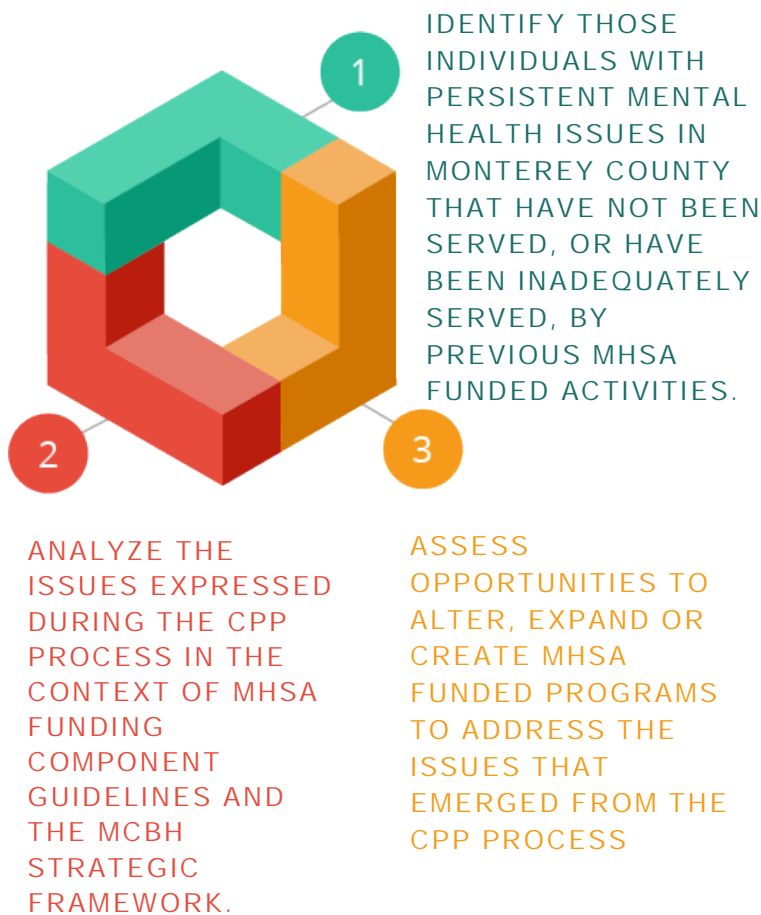 1
IDENTIFY THOSE
INDIVIDUALS WITH
PERSISTENT MENTAL
HEALTH ISSUES IN
MONTEREY COUNTY
THAT HAVE NOT BEEN
SERVED, OR HAVE
BEEN INADEQUATELY
SERVED, BY
PREVIOUS MHSA
FUNDED ACTIVITIES.
2
ANALYZE THE
ISSUES EXPRESSED
DURING THE CPP
PROCESS IN THE
CONTEXT OF MHSA
FUNDING
COMPONENT
GUIDELINES AND
THE MCBH
STRATEGIC
FRAMEWORK.
3
ASSESS
OPPORTUNITIES TO
ALTER, EXPAND OR
CREATE MHSA
FUNDED PROGRAMS
TO ADDRESS THE
ISSUES THAT
EMERGED FROM THE
CPP PROCESS